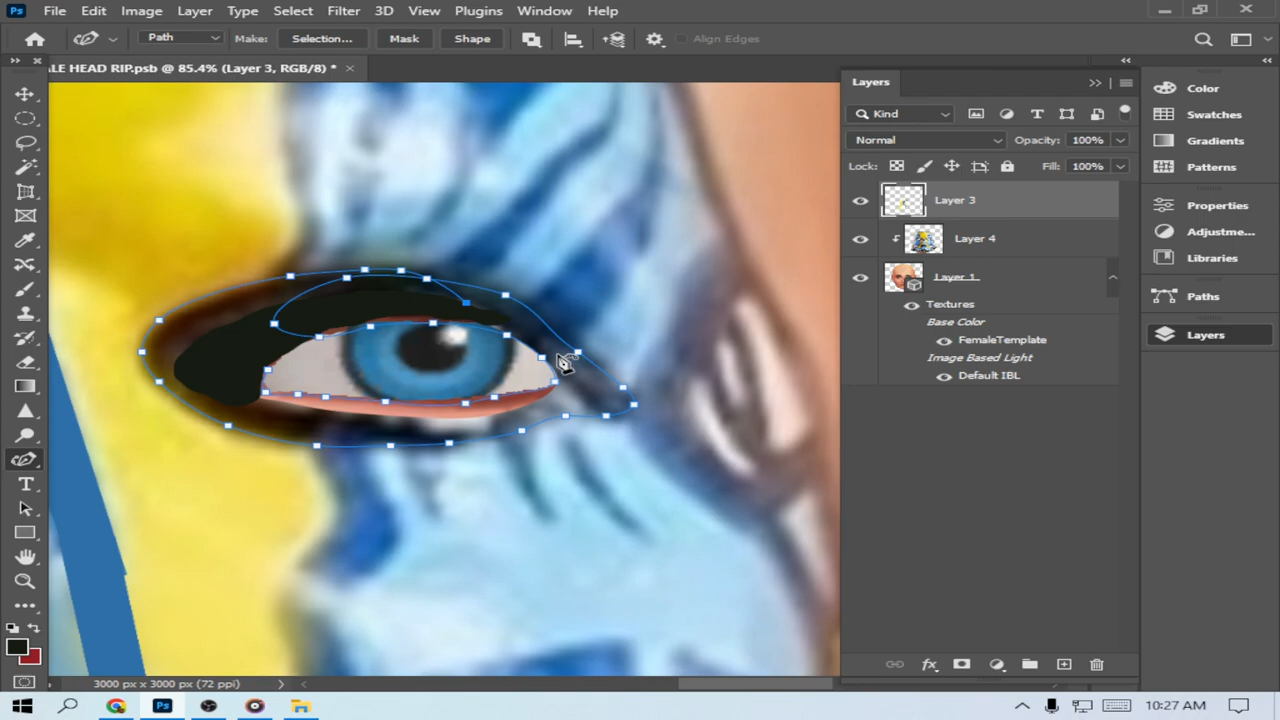 Ps File Edit Image Layer Type Select Filter 3D View Plugins Window Help
Path Make: Selection... Mask Shape Align Edges
ALE HEAD RIP.psb @ 85.4% (Layer 3, RGB/8) *
Layers
Kind
Normal Opacity: 100%
Lock: Fill: 100%
Layer 3
Layer 4
Layer 1
Textures
Base Color
FemaleTemplate
Image Based Light
Default IBL
Color
Swatches
Gradients
Patterns
Properties
Adjustme...
Libraries
Paths
Layers
3000 px x 3000 px (72 ppi)
Ps 10:27 AM